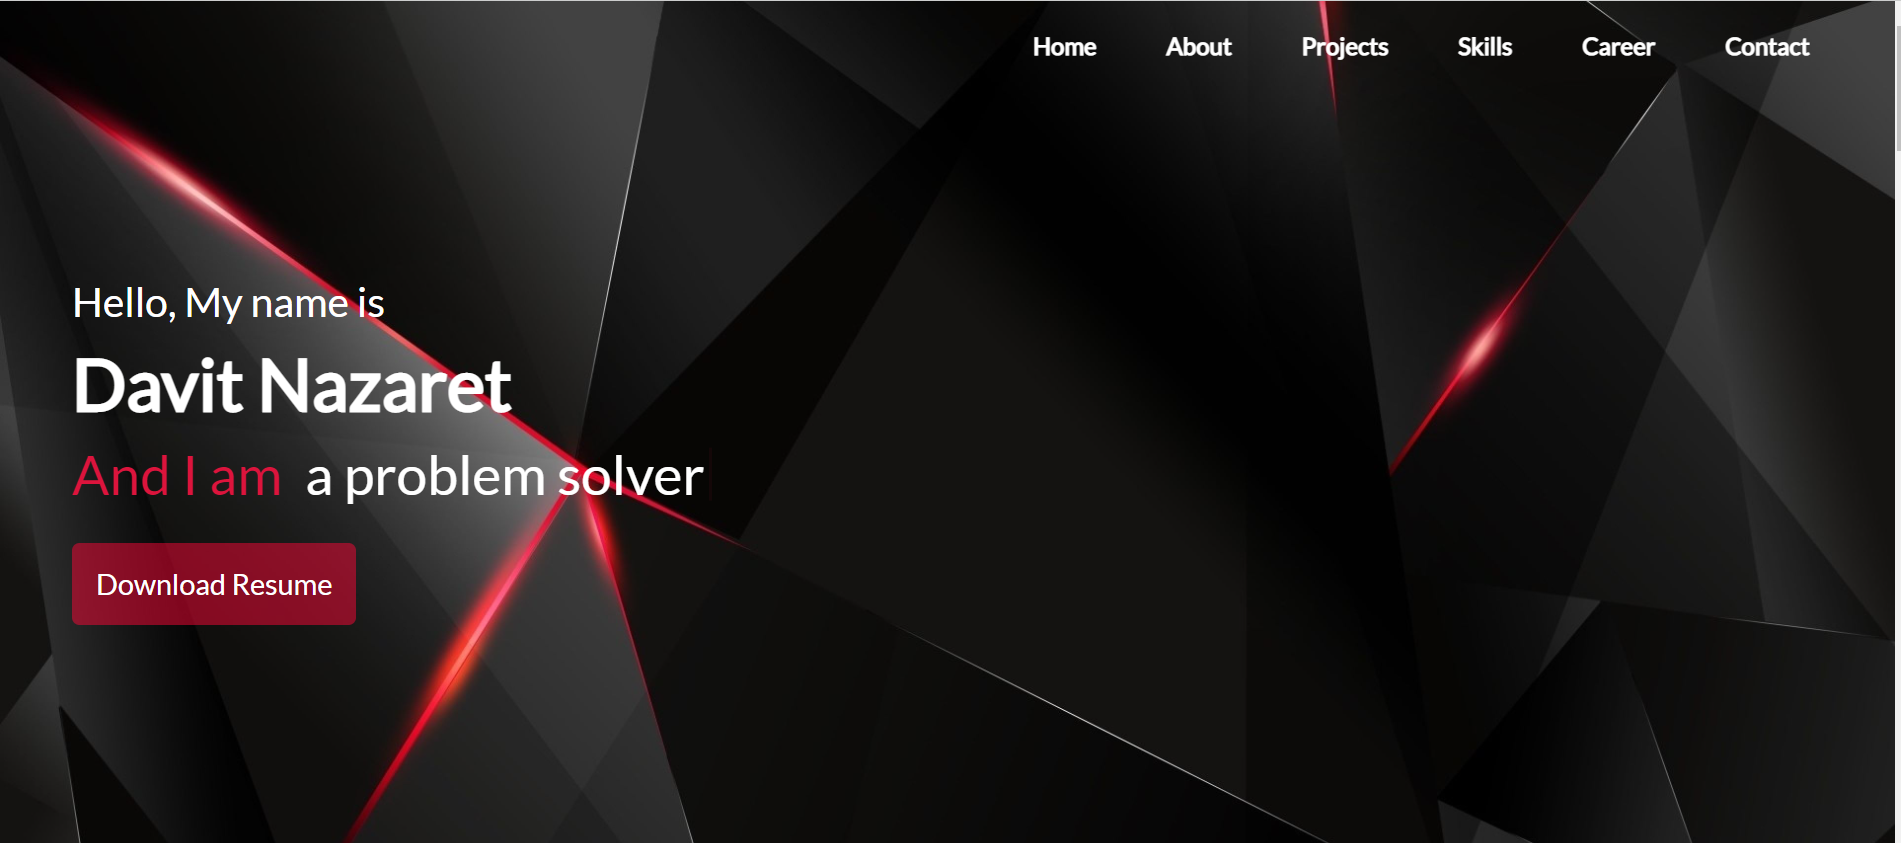 Home About Projects Skills Career Contact
Hello, My name is
Davit Nazaret
And I am a problem solver
Download Resume